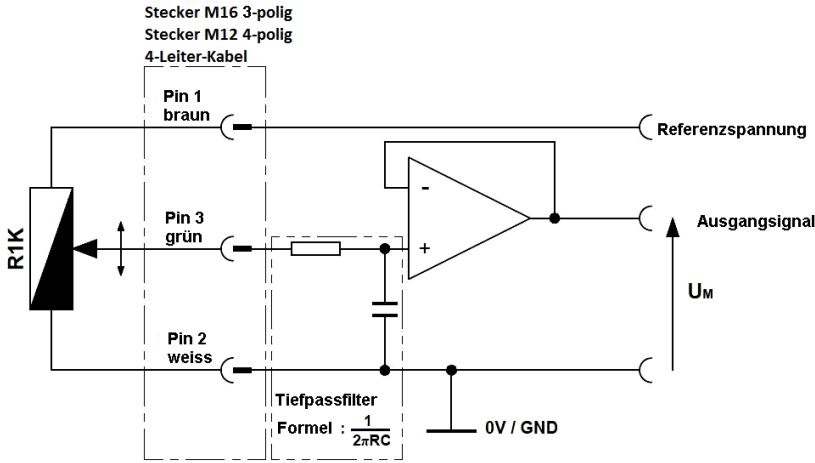 Stecker M16 3-polig
Stecker M12 4-polig
4-Leiter-Kabel
Pin 1
braun
Referenzspannung
R1K
Pin 3
grün
-
+
Ausgangsignal
UM
Pin 2
weiss
Tiefpassfilter
Formel : 1
2πRC
0V / GND